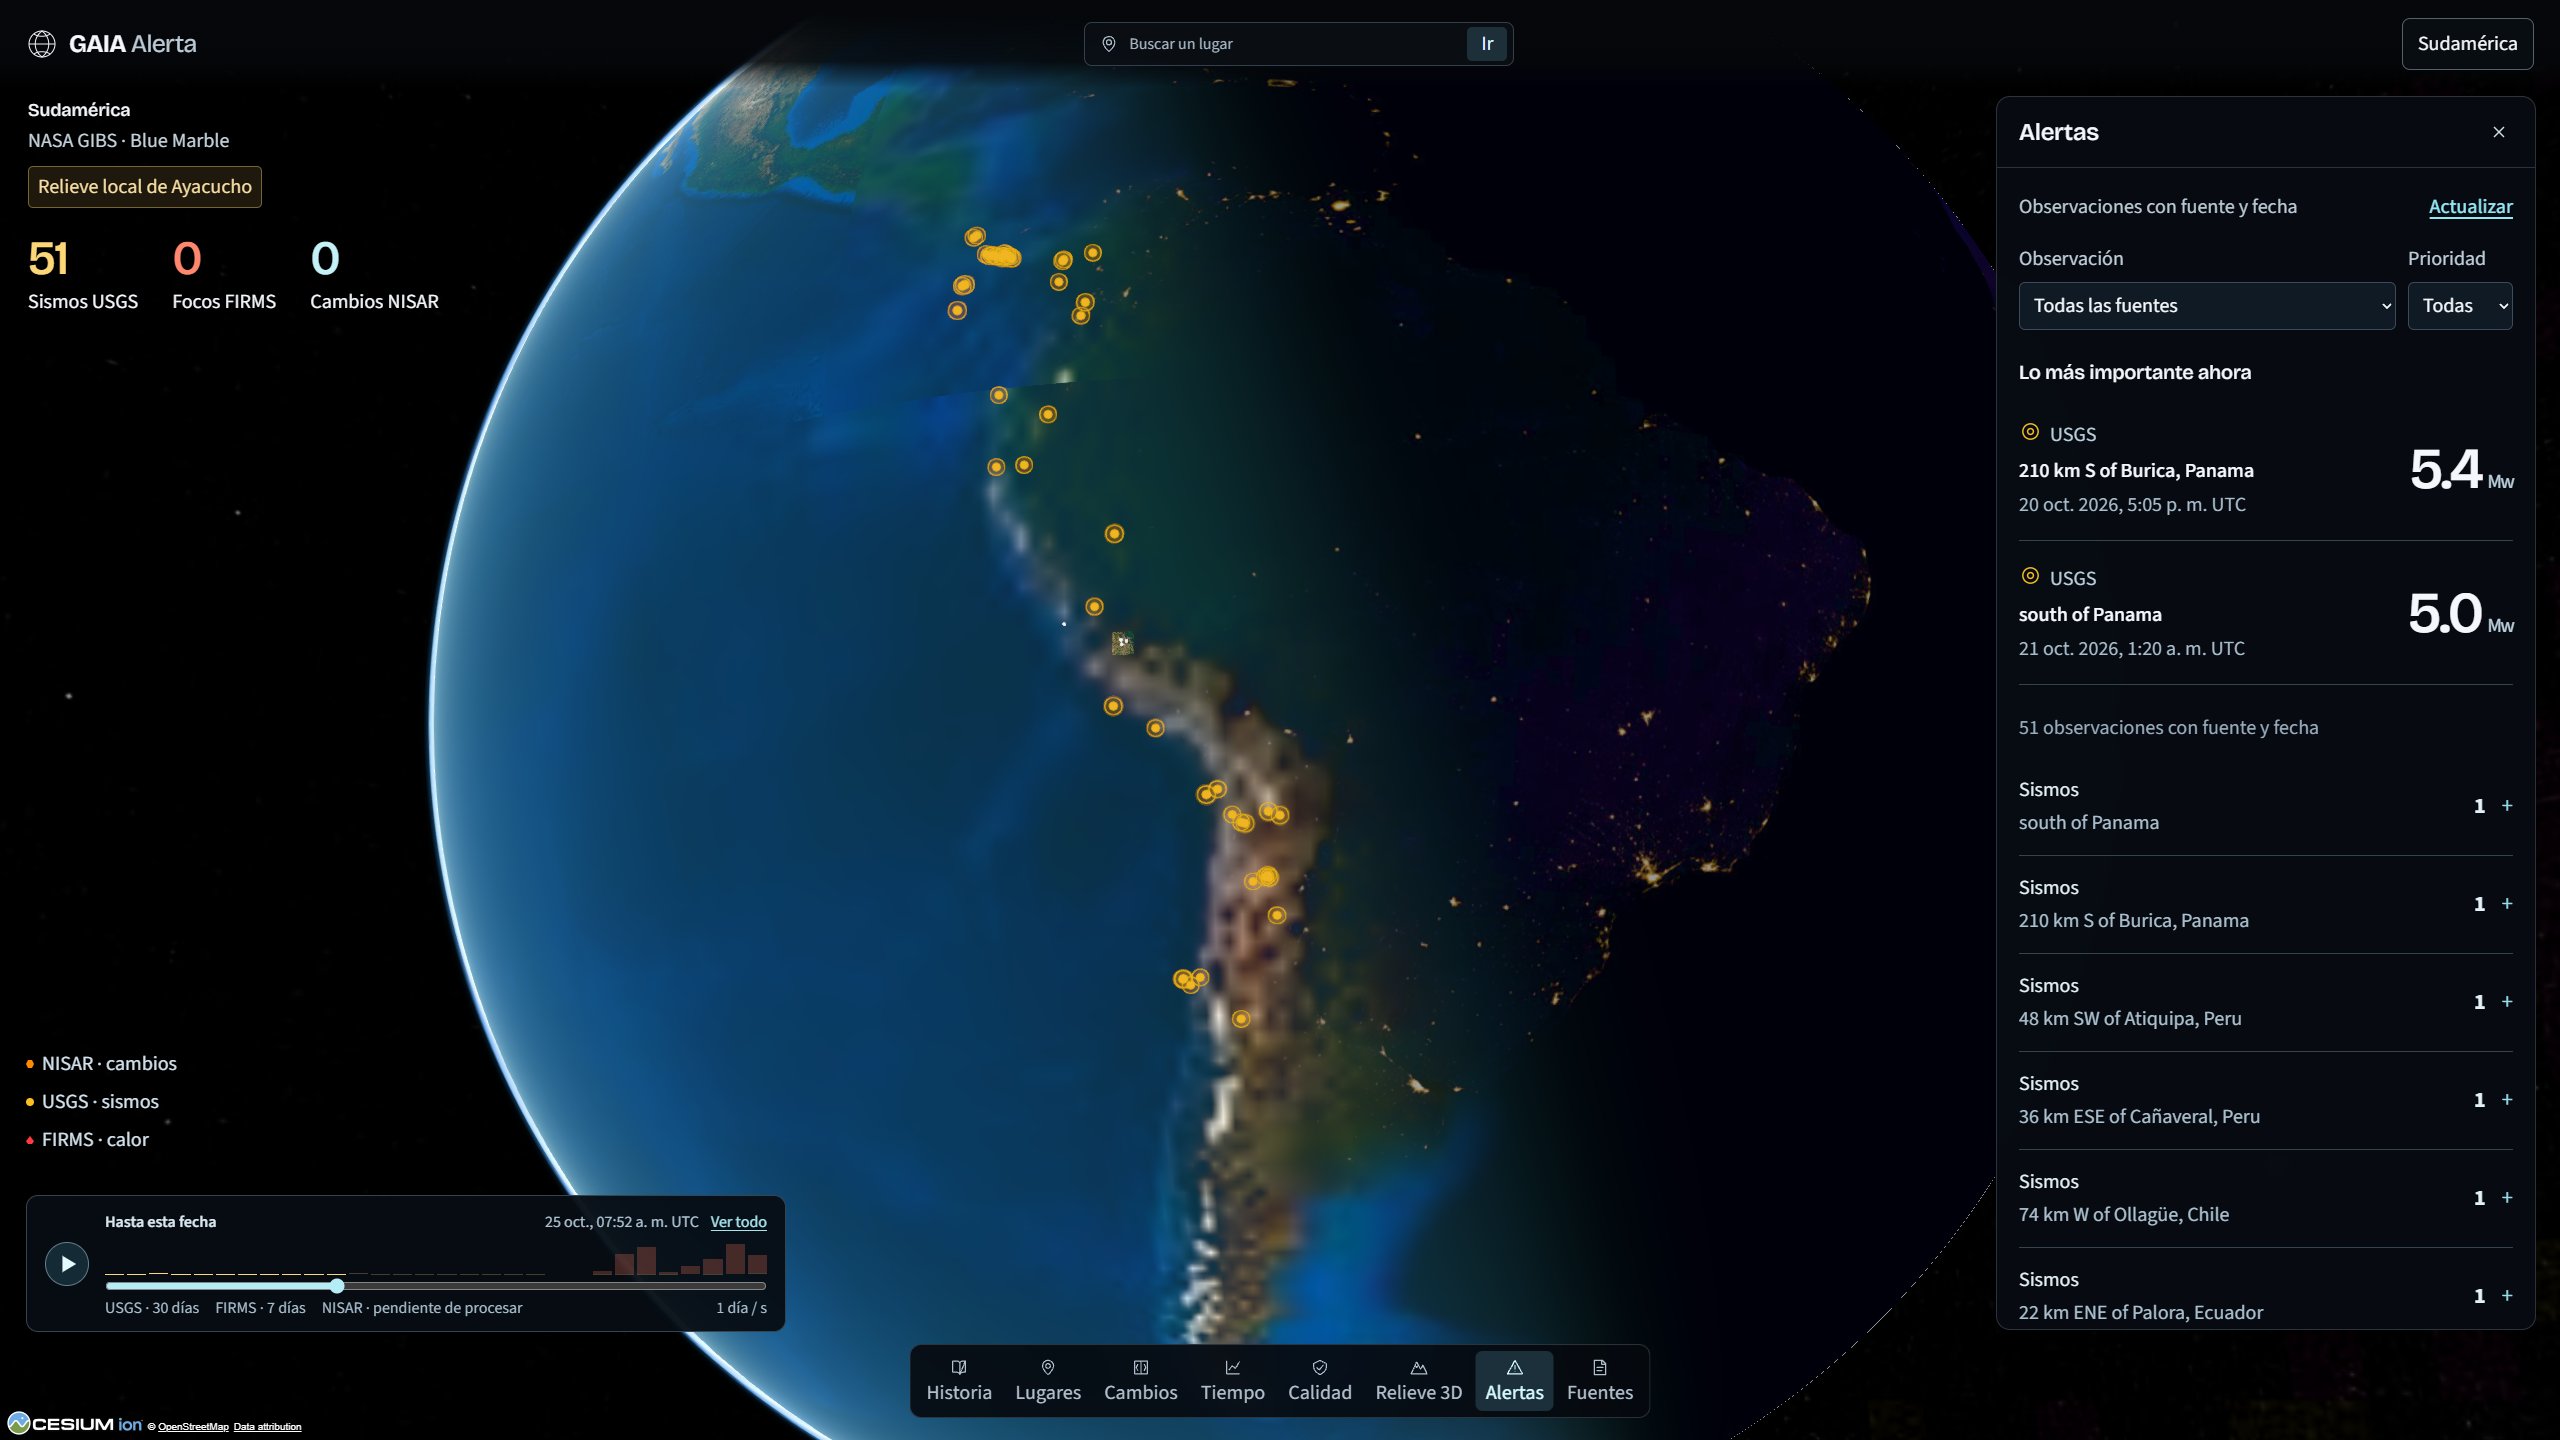 GAIA Alerta
Buscar un lugar
Ir
Sudamérica
Sudamérica
NASA GIBS · Blue Marble
Relieve local de Ayacucho
51
0
0
Sismos USGS
Focos FIRMS
Cambios NISAR
NISAR · cambios
USGS · sismos
FIRMS · calor
Hasta esta fecha
25 oct., 07:52 a. m. UTC
Ver todo
USGS · 30 días
FIRMS · 7 días
NISAR · pendiente de procesar
1 día / s
CESIUM ion
© OpenStreetMap Data attribution
Historia
Lugares
Cambios
Tiempo
Calidad
Relieve 3D
Alertas
Fuentes
Alertas
Observaciones con fuente y fecha
Actualizar
Observación
Prioridad
Todas las fuentes
Todas
Lo más importante ahora
USGS
210 km S of Burica, Panama
20 oct. 2026, 5:05 p. m. UTC
5.4 Mw
USGS
south of Panama
21 oct. 2026, 1:20 a. m. UTC
5.0 Mw
51 observaciones con fuente y fecha
Sismos
south of Panama
1 +
Sismos
210 km S of Burica, Panama
1 +
Sismos
48 km SW of Atiquipa, Peru
1 +
Sismos
36 km ESE of Cañaveral, Peru
1 +
Sismos
74 km W of Ollagüe, Chile
1 +
Sismos
22 km ENE of Palora, Ecuador
1 +